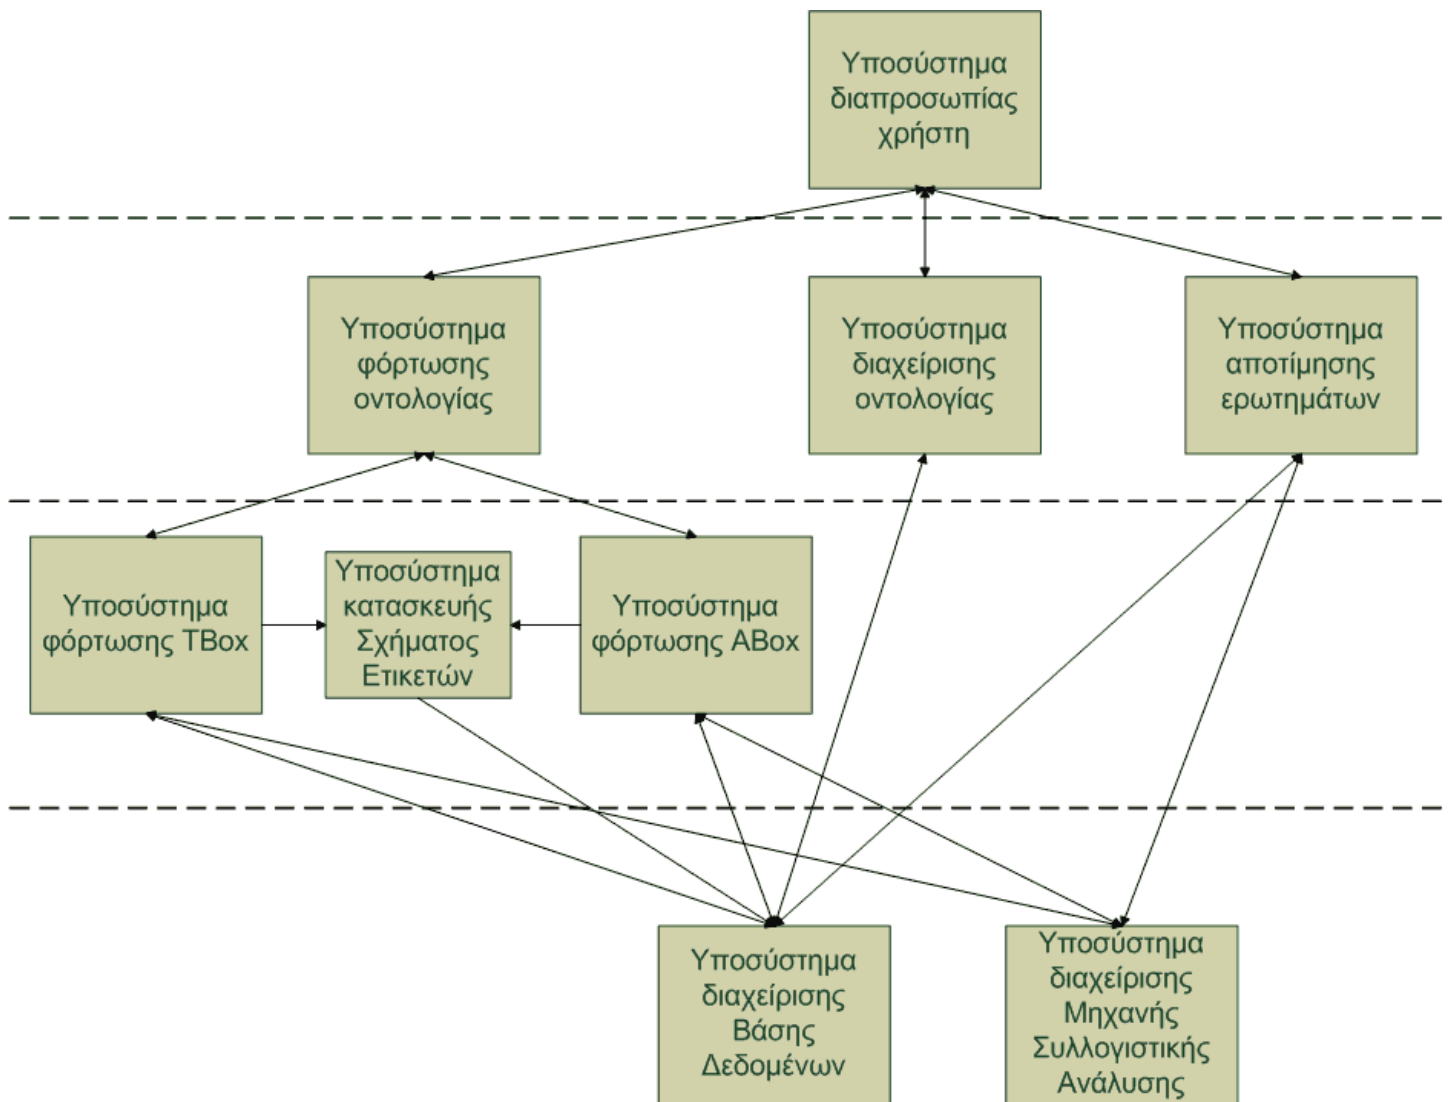 Υποσύστημα
διαπροσωπίας
χρήστη
Υποσύστημα
φόρτωσης
οντολογίας
Υποσύστημα
διαχείρισης
οντολογίας
Υποσύστημα
αποτίμησης
ερωτημάτων
Υποσύστημα
φόρτωσης TBox
Υποσύστημα
κατασκευής
Σχήματος
Ετικετών
Υποσύστημα
φόρτωσης ABox
Υποσύστημα
διαχείρισης
Βάσης
Δεδομένων
Υποσύστημα
διαχείρισης
Μηχανής
Συλλογιστικής
Ανάλυσης